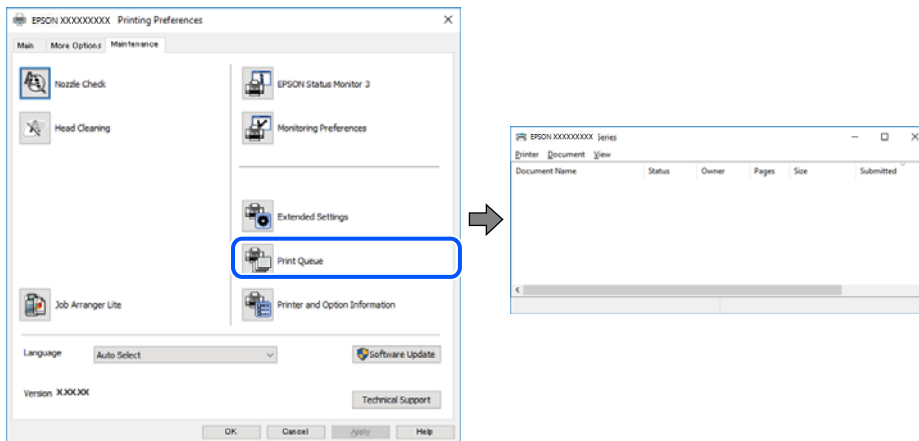 EPSON XXXXXXXXX Printing Preferences
Main More Options Maintenance
Nozzle Check
EPSON Status Monitor 3
Head Cleaning
Monitoring Preferences
Extended Settings
Print Queue
Job Arranger Lite
Printer and Option Information
Language Auto Select Software Update
Version X.XX.XX
Technical Support
OK Cancel Apply Help
EPSON XXXXXXXXX Series
Printer Document View
Document Name Status Owner Pages Size Submitted